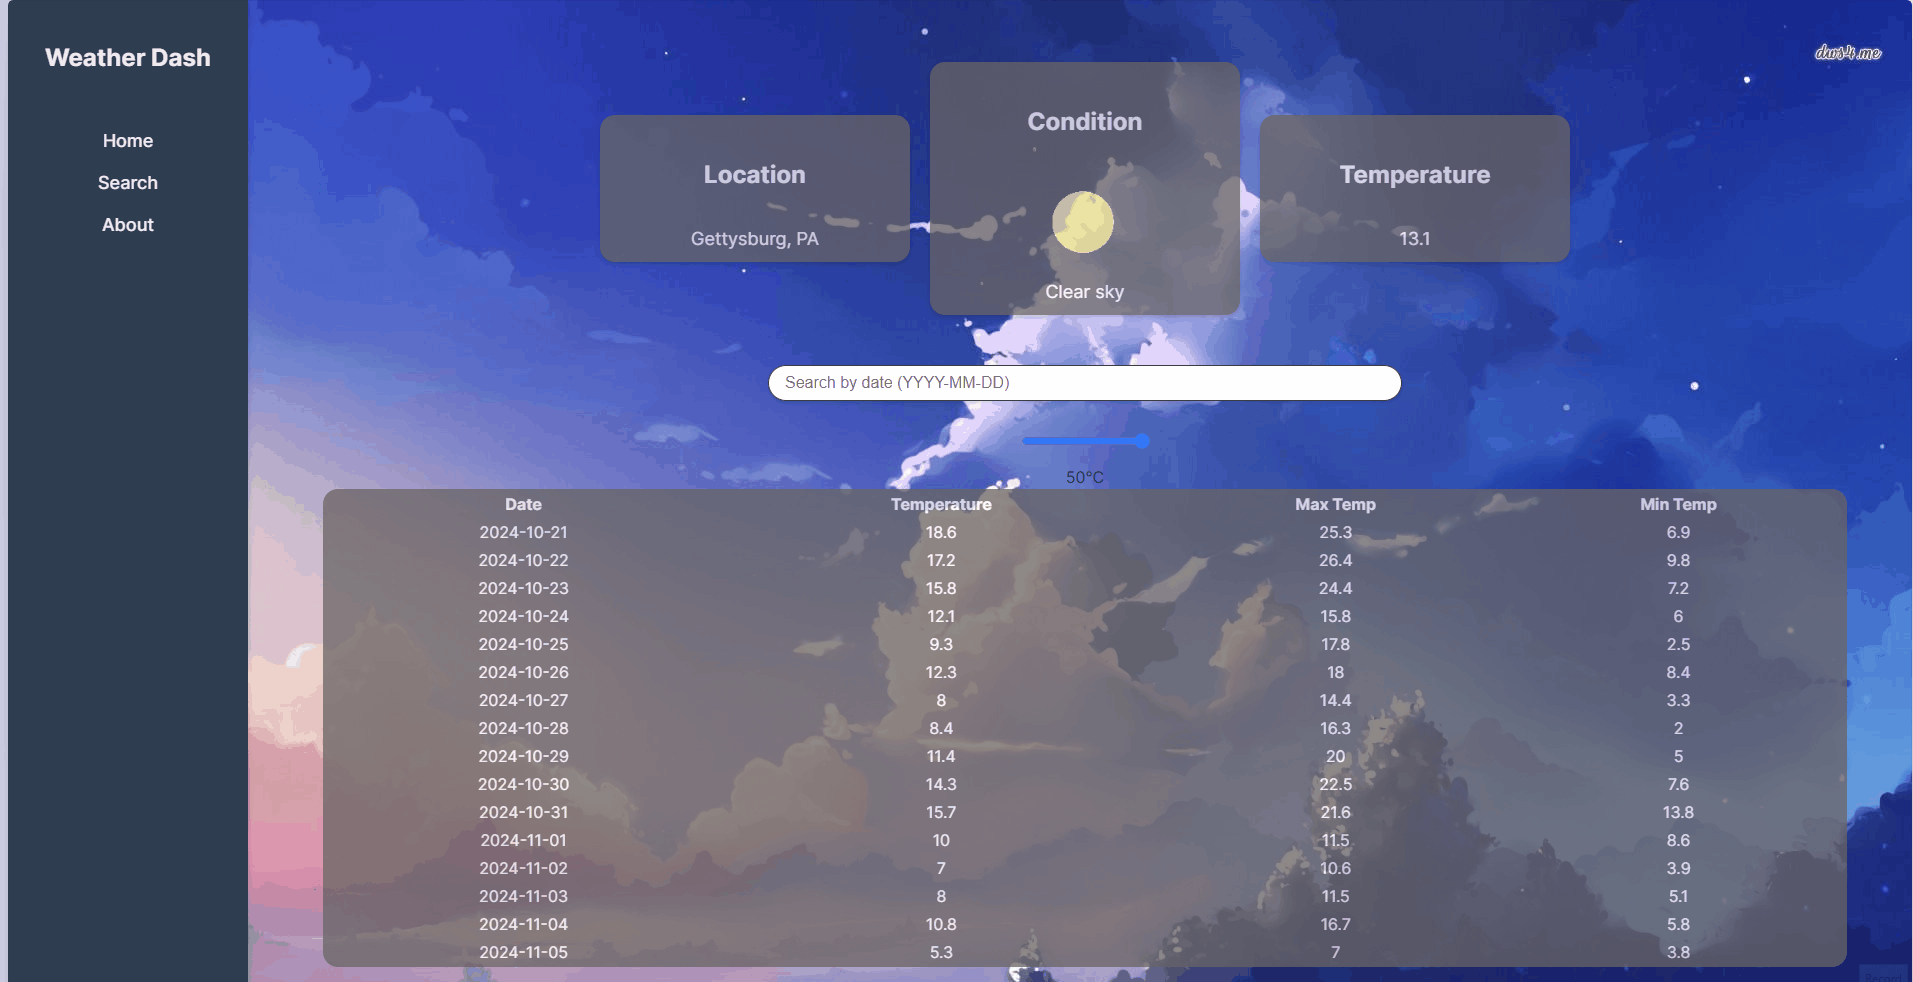 Weather Dash
Home
Search
About
dws4.me
Location
Gettysburg, PA
Condition
Clear sky
Temperature
13.1
Search by date (YYYY-MM-DD)
50°C
Date Temperature Max Temp Min Temp
2024-10-21 18.6 25.3 6.9
2024-10-22 17.2 26.4 9.8
2024-10-23 15.8 24.4 7.2
2024-10-24 12.1 15.8 6
2024-10-25 9.3 17.8 2.5
2024-10-26 12.3 18 8.4
2024-10-27 8 14.4 3.3
2024-10-28 8.4 16.3 2
2024-10-29 11.4 20 5
2024-10-30 14.3 22.5 7.6
2024-10-31 15.7 21.6 13.8
2024-11-01 10 11.5 8.6
2024-11-02 7 10.6 3.9
2024-11-03 8 11.5 5.1
2024-11-04 10.8 16.7 5.8
2024-11-05 5.3 7 3.8
Record